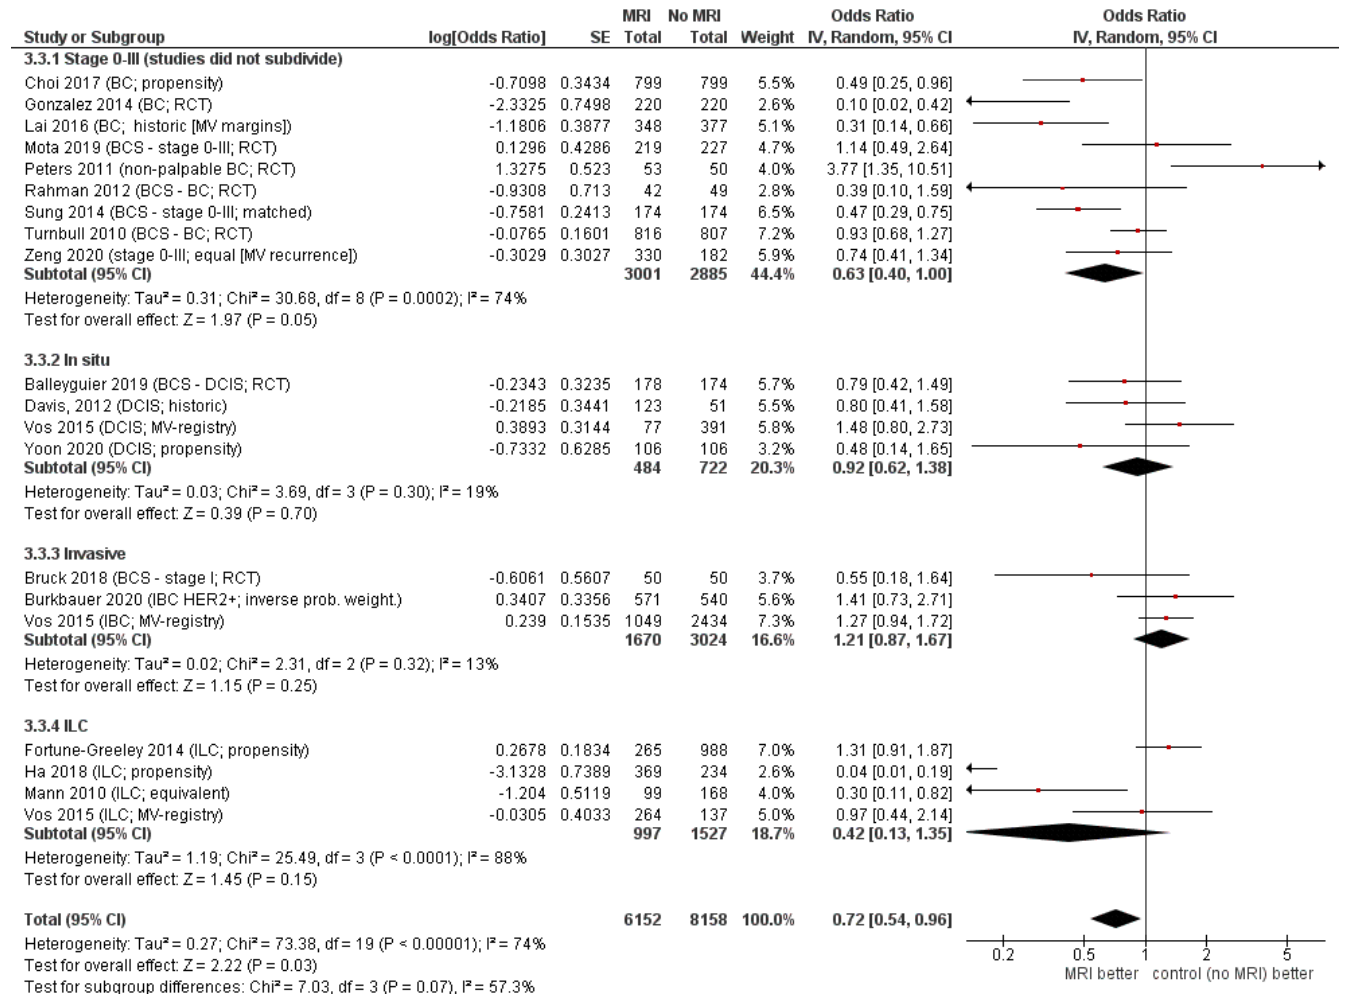 MRI No MRI Odds Ratio Odds Ratio
Study or Subgroup log[Odds Ratio] SE Total Total Weight IV, Random, 95% CI IV, Random, 95% CI
3.3.1 Stage 0-III (studies did not subdivide)
Choi 2017 (BC; propensity) -0.7098 0.3434 799 799 5.5% 0.49 [0.25, 0.96]
Gonzalez 2014 (BC; RCT) -2.3325 0.7498 220 220 2.6% 0.10 [0.02, 0.42]
Lai 2016 (BC; historic [MV margins]) -1.1806 0.3877 348 377 5.1% 0.31 [0.14, 0.66]
Mota 2019 (BCS - stage 0-III; RCT) 0.1296 0.4286 219 227 4.7% 1.14 [0.49, 2.64]
Peters 2011 (non-palpable BC; RCT) 1.3275 0.523 53 50 4.0% 3.77 [1.35, 10.51]
Rahman 2012 (BCS - BC; RCT) -0.9308 0.713 42 49 2.8% 0.39 [0.10, 1.59]
Sung 2014 (BCS - stage 0-III; matched) -0.7581 0.2413 174 174 6.5% 0.47 [0.29, 0.75]
Turnbull 2010 (BCS - BC; RCT) -0.0765 0.1601 816 807 7.2% 0.93 [0.68, 1.27]
Zeng 2020 (stage 0-III; equal [MV recurrence]) -0.3029 0.3027 330 182 5.9% 0.74 [0.41, 1.34]
Subtotal (95% CI) 3001 2885 44.4% 0.63 [0.40, 1.00]
Heterogeneity: Tau² = 0.31; Chi² = 30.68, df = 8 (P = 0.0002); I² = 74%
Test for overall effect: Z = 1.97 (P = 0.05)
3.3.2 In situ
Balleyguier 2019 (BCS - DCIS; RCT) -0.2343 0.3235 178 174 5.7% 0.79 [0.42, 1.49]
Davis, 2012 (DCIS; historic) -0.2185 0.3441 123 51 5.5% 0.80 [0.41, 1.58]
Vos 2015 (DCIS; MV-registry) 0.3893 0.3144 77 391 5.8% 1.48 [0.80, 2.73]
Yoon 2020 (DCIS; propensity) -0.7332 0.6285 106 106 3.2% 0.48 [0.14, 1.65]
Subtotal (95% CI) 484 722 20.3% 0.92 [0.62, 1.38]
Heterogeneity: Tau² = 0.03; Chi² = 3.69, df = 3 (P = 0.30); I² = 19%
Test for overall effect: Z = 0.39 (P = 0.70)
3.3.3 Invasive
Bruck 2018 (BCS - stage I; RCT) -0.6061 0.5607 50 50 3.7% 0.55 [0.18, 1.64]
Burkbauer 2020 (IBC HER2+; inverse prob. weight.) 0.3407 0.3356 571 540 5.6% 1.41 [0.73, 2.71]
Vos 2015 (IBC; MV-registry) 0.239 0.1535 1049 2434 7.3% 1.27 [0.94, 1.72]
Subtotal (95% CI) 1670 3024 16.6% 1.21 [0.87, 1.67]
Heterogeneity: Tau² = 0.02; Chi² = 2.31, df = 2 (P = 0.32); I² = 13%
Test for overall effect: Z = 1.15 (P = 0.25)
3.3.4 ILC
Fortune-Greeley 2014 (ILC; propensity) 0.2678 0.1834 265 988 7.0% 1.31 [0.91, 1.87]
Ha 2018 (ILC; propensity) -3.1328 0.7389 369 234 2.6% 0.04 [0.01, 0.19]
Mann 2010 (ILC; equivalent) -1.204 0.5119 99 168 4.0% 0.30 [0.11, 0.82]
Vos 2015 (ILC; MV-registry) -0.0305 0.4033 264 137 5.0% 0.97 [0.44, 2.14]
Subtotal (95% CI) 997 1527 18.7% 0.42 [0.13, 1.35]
Heterogeneity: Tau² = 1.19; Chi² = 25.49, df = 3 (P < 0.0001); I² = 88%
Test for overall effect: Z = 1.45 (P = 0.15)
Total (95% CI) 6152 8158 100.0% 0.72 [0.54, 0.96]
Heterogeneity: Tau² = 0.27; Chi² = 73.38, df = 19 (P < 0.00001); I² = 74%
Test for overall effect: Z = 2.22 (P = 0.03)
Test for subgroup differences: Chi² = 7.03, df = 3 (P = 0.07), I² = 57.3%
0.2 0.5 1 2 5
MRI better control (no MRI) better